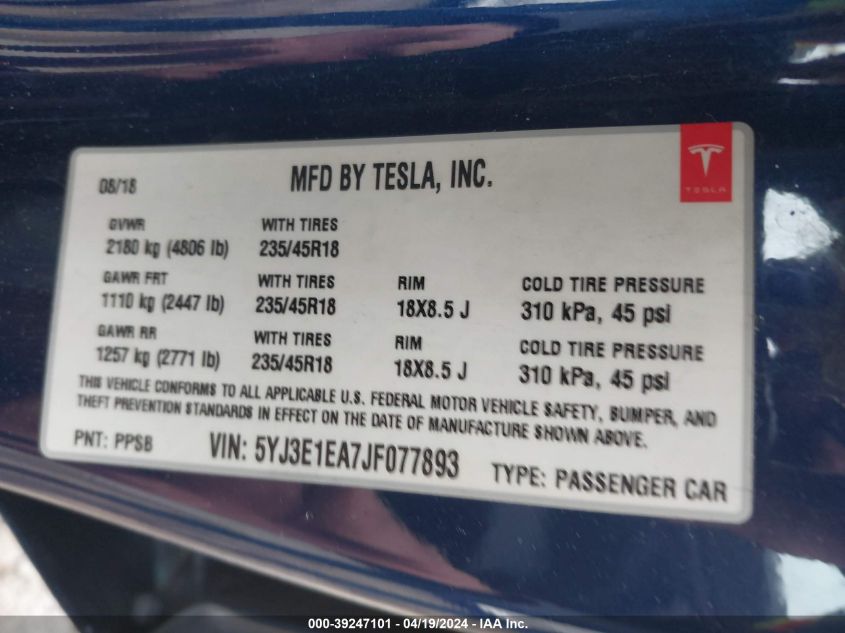 08/18
MFD BY TESLA, INC.
TESLA
GVWR WITH TIRES
2180 kg (4806 lb) 235/45R18
GAWR FRT WITH TIRES RIM COLD TIRE PRESSURE
1110 kg (2447 lb) 235/45R18 18X8.5 J 310 kPa, 45 psi
GAWR RR WITH TIRES RIM COLD TIRE PRESSURE
1257 kg (2771 lb) 235/45R18 18X8.5 J 310 kPa, 45 psi
THIS VEHICLE CONFORMS TO ALL APPLICABLE U.S. FEDERAL MOTOR VEHICLE SAFETY, BUMPER, AND
THEFT PREVENTION STANDARDS IN EFFECT ON THE DATE OF MANUFACTURE SHOWN ABOVE.
PNT: PPSB VIN: 5YJ3E1EA7JF077893 TYPE: PASSENGER CAR
000-39247101 - 04/19/2024 - IAA Inc.